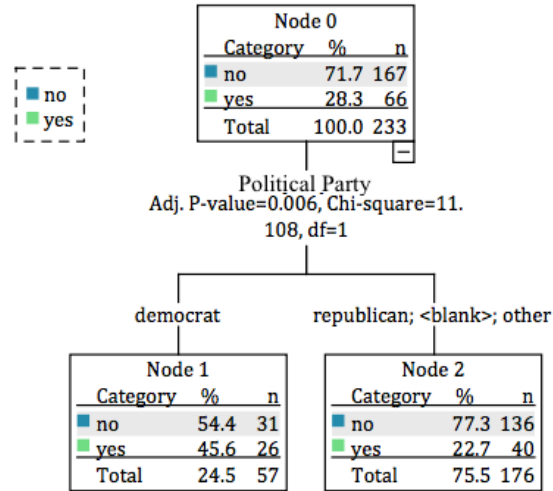 Node 0
Category % n
no 71.7 167
yes 28.3 66
Total 100.0 233
no
yes
Political Party
Adj. P-value=0.006, Chi-square=11.
108, df=1
democrat
republican; <blank>; other
Node 1
Category % n
no 54.4 31
yes 45.6 26
Total 24.5 57
Node 2
Category % n
no 77.3 136
yes 22.7 40
Total 75.5 176